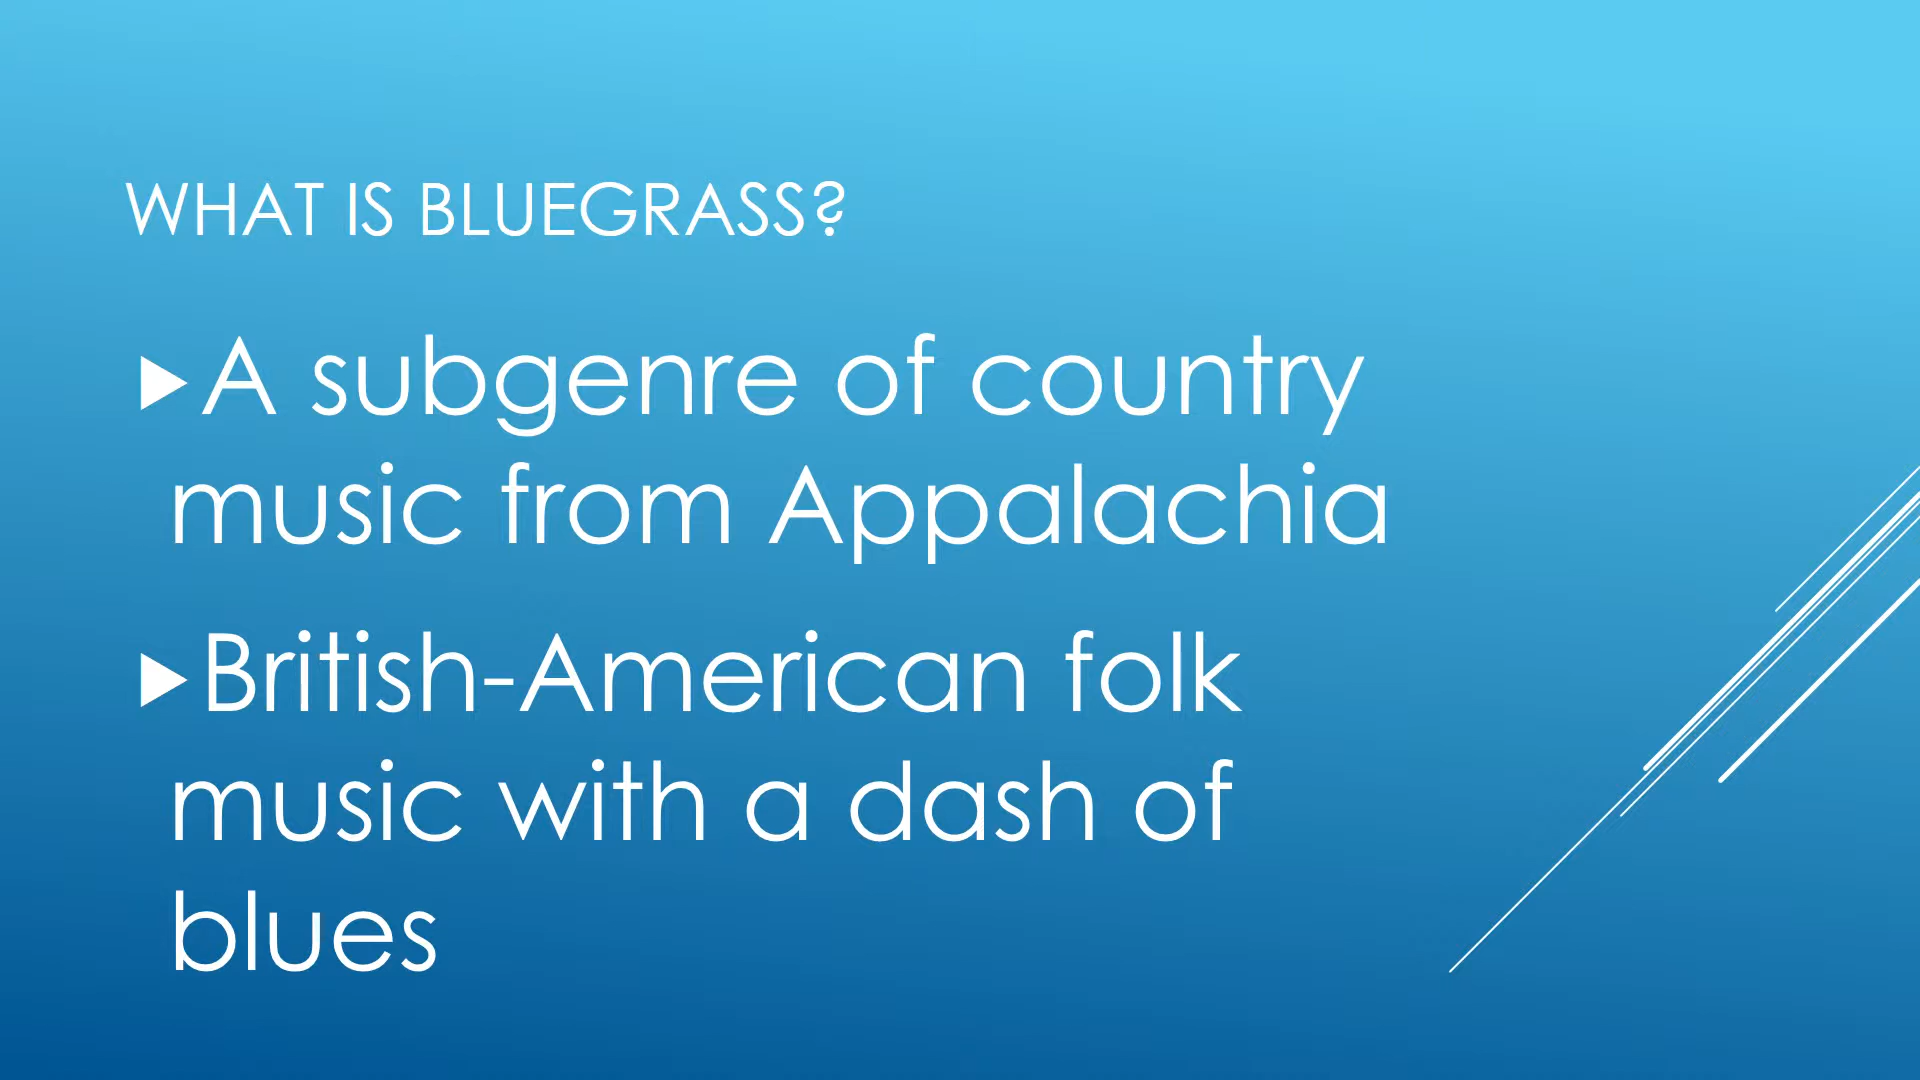 WHAT IS BLUEGRASS?
A subgenre of country
music from Appalachia
British-American folk
music with a dash of
blues